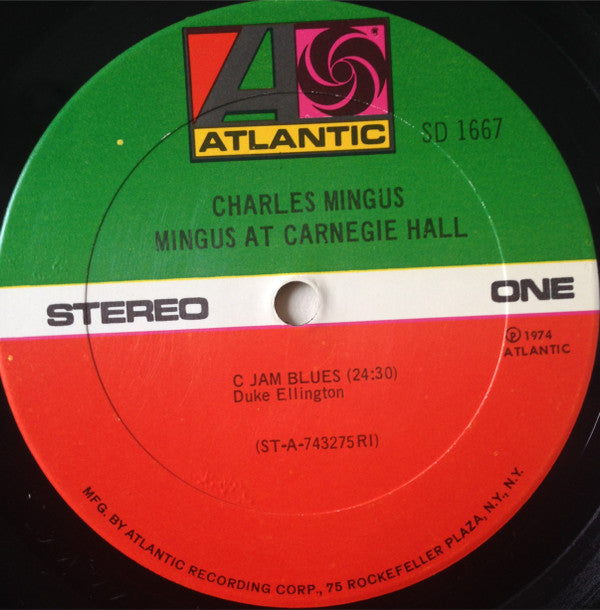 ATLANTIC
SD 1667
CHARLES MINGUS
MINGUS AT CARNEGIE HALL
STEREO
ONE
℗ 1974
ATLANTIC
C JAM BLUES (24:30)
Duke Ellington
(ST-A-743275RI)
MFG. BY ATLANTIC RECORDING CORP., 75 ROCKEFELLER PLAZA, N.Y., N.Y.